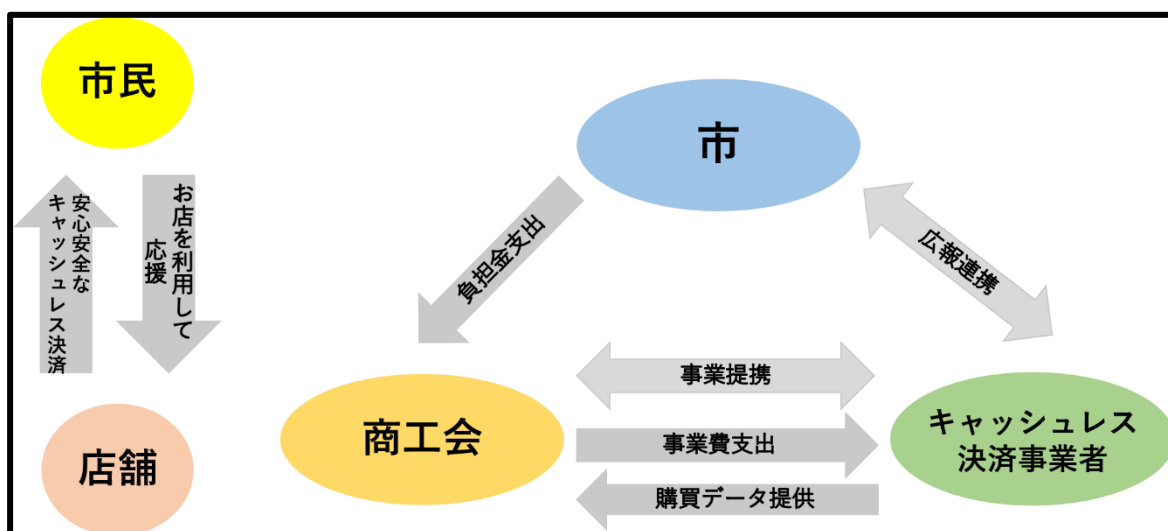 市民
市
安心安全な
キャッシュレス決済
お店を利用して
応援
負担金支出
広報連携
事業提携
商工会
事業費支出
キャッシュレス
決済事業者
店舗
購買データ提供